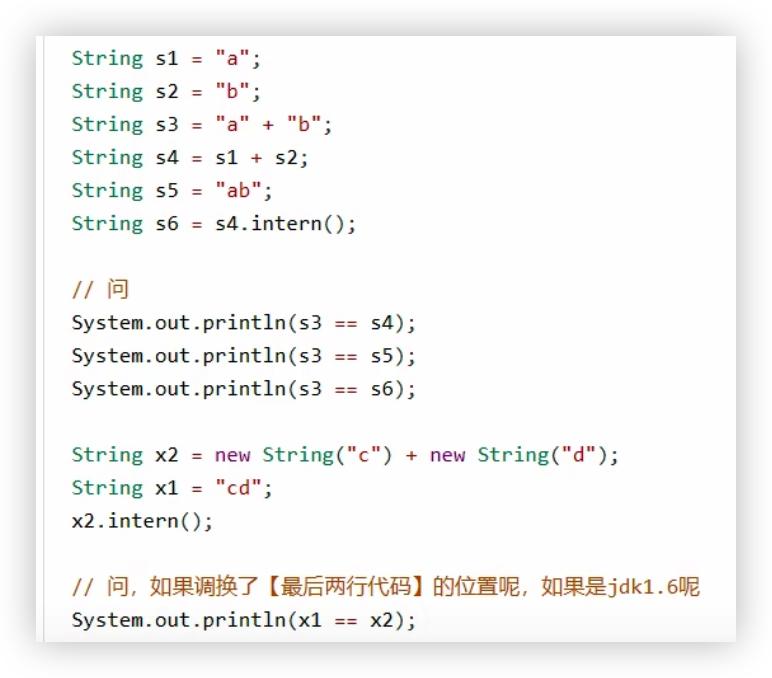 String s1 = "a";
String s2 = "b";
String s3 = "a" + "b";
String s4 = s1 + s2;
String s5 = "ab";
String s6 = s4.intern();
// 问
System.out.println(s3 == s4);
System.out.println(s3 == s5);
System.out.println(s3 == s6);
String x2 = new String("c") + new String("d");
String x1 = "cd";
x2.intern();
// 问，如果调换了【最后两行代码】的位置呢，如果是jdk1.6呢
System.out.println(x1 == x2);